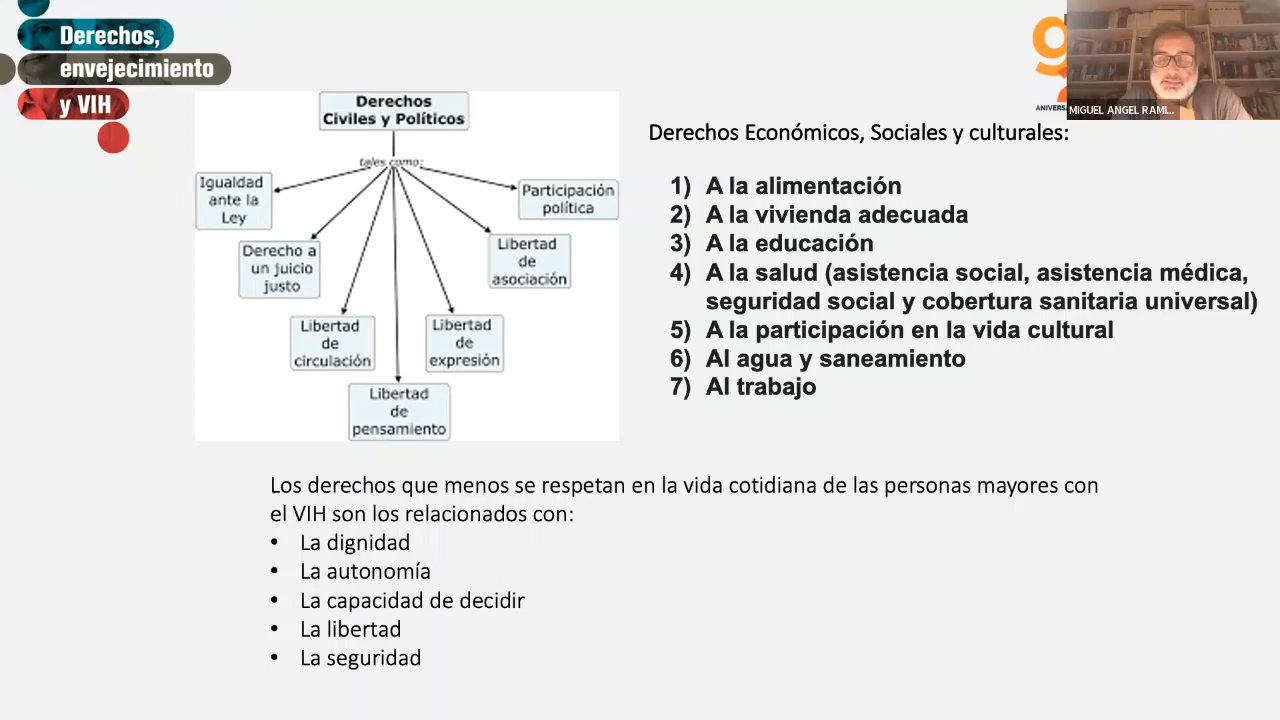 Derechos,
envejecimiento
y VIH
ANIVERSA
MIGUEL ANGEL RAMI...
Derechos
Civiles y Políticos
tales como:
Igualdad
ante la
Ley
Derecho a
un juicio
justo
Libertad
de
circulación
Libertad
de
pensamiento
Libertad
de
expresión
Libertad
de
asociación
Participación
política
Derechos Económicos, Sociales y culturales:
1) A la alimentación
2) A la vivienda adecuada
3) A la educación
4) A la salud (asistencia social, asistencia médica,
seguridad social y cobertura sanitaria universal)
5) A la participación en la vida cultural
6) Al agua y saneamiento
7) Al trabajo
Los derechos que menos se respetan en la vida cotidiana de las personas mayores con
el VIH son los relacionados con:
• La dignidad
• La autonomía
• La capacidad de decidir
• La libertad
• La seguridad